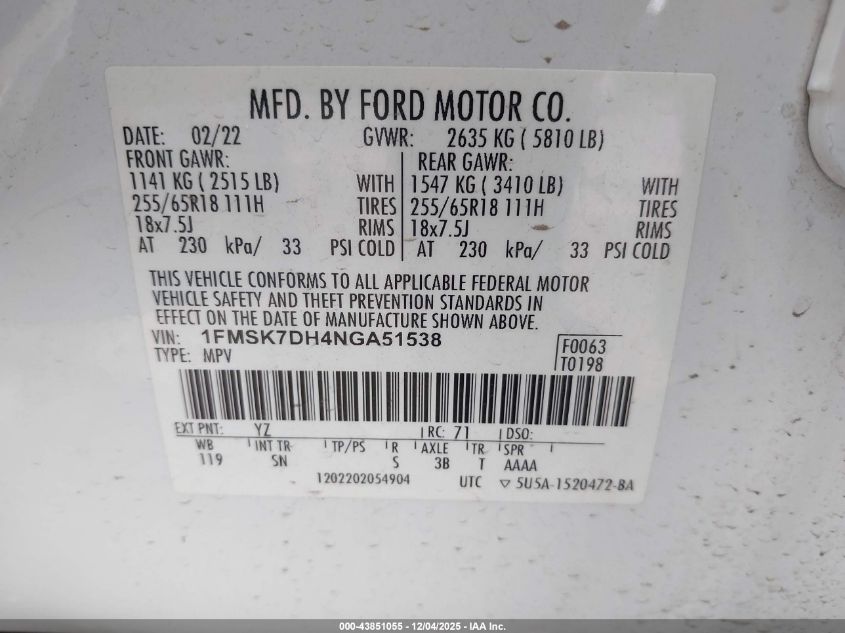 MFD. BY FORD MOTOR CO.
DATE: 02/22 GVWR: 2635 KG ( 5810 LB)
FRONT GAWR: REAR GAWR:
1141 KG ( 2515 LB) WITH 1547 KG ( 3410 LB) WITH
255/65R18 111H TIRES 255/65R18 111H TIRES
18x7.5J RIMS 18x7.5J RIMS
AT 230 kPa/ 33 PSI COLD AT 230 kPa/ 33 PSI COLD
THIS VEHICLE CONFORMS TO ALL APPLICABLE FEDERAL MOTOR
VEHICLE SAFETY AND THEFT PREVENTION STANDARDS IN
EFFECT ON THE DATE OF MANUFACTURE SHOWN ABOVE.
VIN: 1FMSK7DH4NGA51538 F0063
TYPE: MPV T0198
EXT PNT: YZ RC: 71 DSO:
WB INT TR TP/PS R AXLE TR SPR
119 SN S 3B T AAAA
1202202054904 UTC ▽ 5U5A-1520472-BA
000-43851055 - 12/04/2025 - IAA Inc.